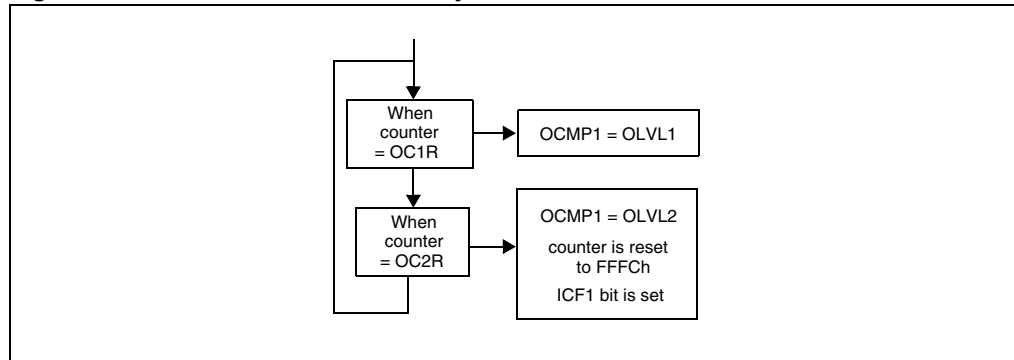 When
counter
= OC1R
OCMP1 = OLVL1
When
counter
= OC2R
OCMP1 = OLVL2
counter is reset
to FFFCh
ICF1 bit is set